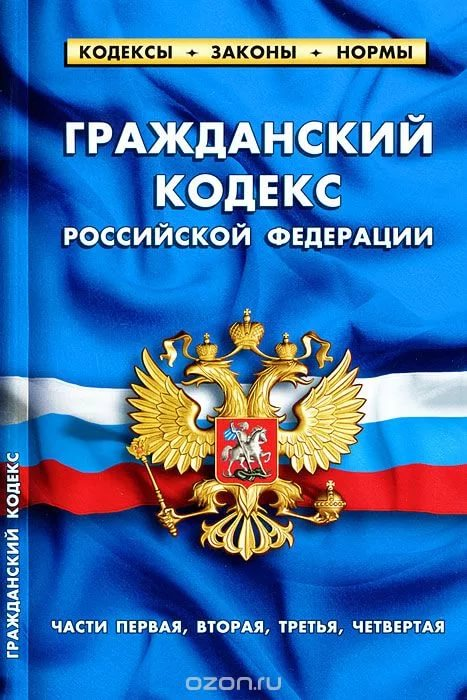 КОДЕКСЫ ✦ ЗАКОНЫ ✦ НОРМЫ
ГРАЖДАНСКИЙ
КОДЕКС
РОССИЙСКОЙ ФЕДЕРАЦИИ
ЧАСТИ ПЕРВАЯ, ВТОРАЯ, ТРЕТЬЯ, ЧЕТВЕРТАЯ
ГРАЖДАНСКИЙ КОДЕКС
ozon.ru